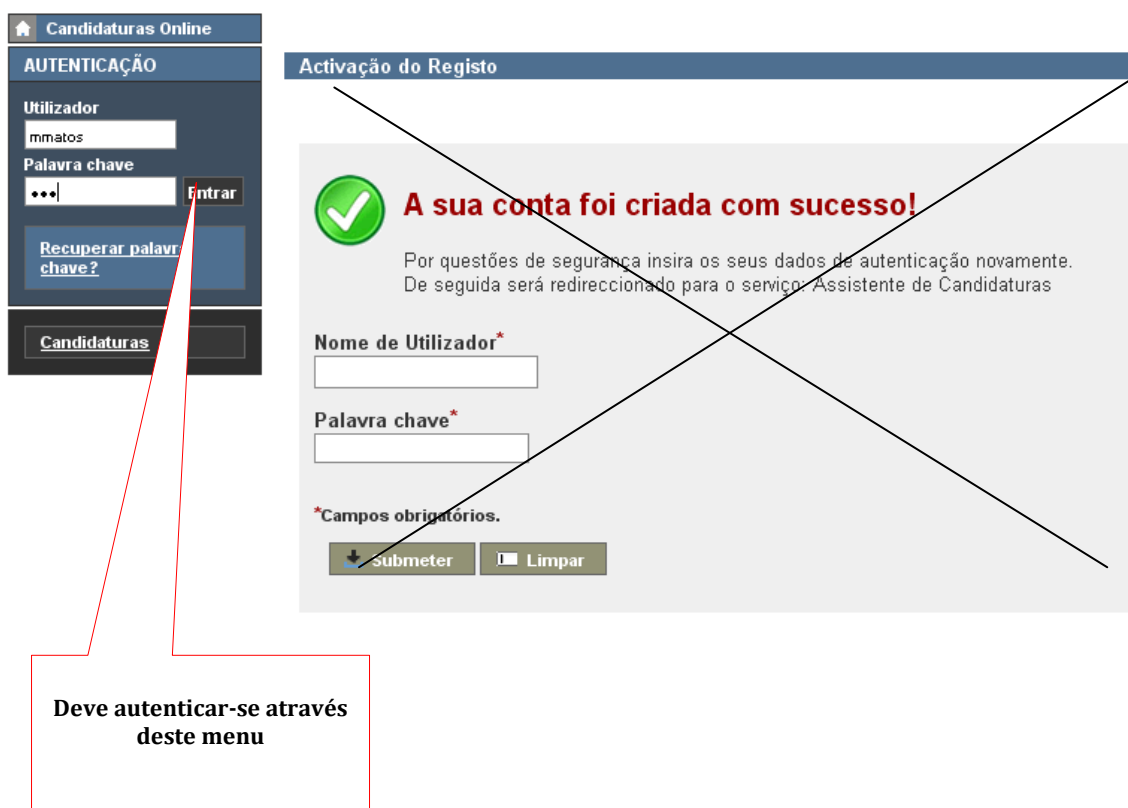 Candidaturas Online
AUTENTICAÇÃO
Utilizador
mmatos
Palavra chave
Entrar
Recuperar palavra
chave?
Candidaturas
Activação do Registo
A sua conta foi criada com sucesso!
Por questões de segurança insira os seus dados de autenticação novamente.
De seguida será redireccionado para o serviço: Assistente de Candidaturas
Nome de Utilizador*
Palavra chave*
*Campos obrigatórios.
Submeter
Limpar
Deve autenticar-se através
deste menu